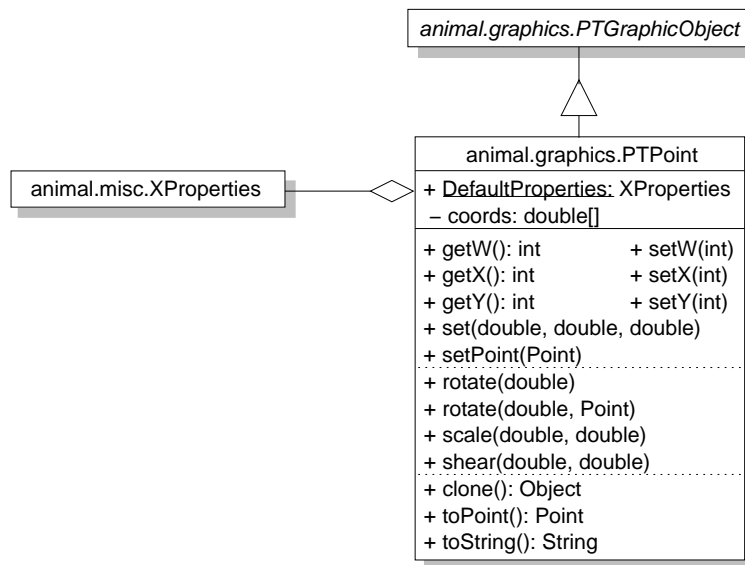 animal.graphics.PTGraphicObject
animal.graphics.PTPoint
animal.misc.XProperties
+ DefaultProperties: XProperties
– coords: double[]
+ getW(): int + setW(int)
+ getX(): int + setX(int)
+ getY(): int + setY(int)
+ set(double, double, double)
+ setPoint(Point)
+ rotate(double)
+ rotate(double, Point)
+ scale(double, double)
+ shear(double, double)
+ clone(): Object
+ toPoint(): Point
+ toString(): String